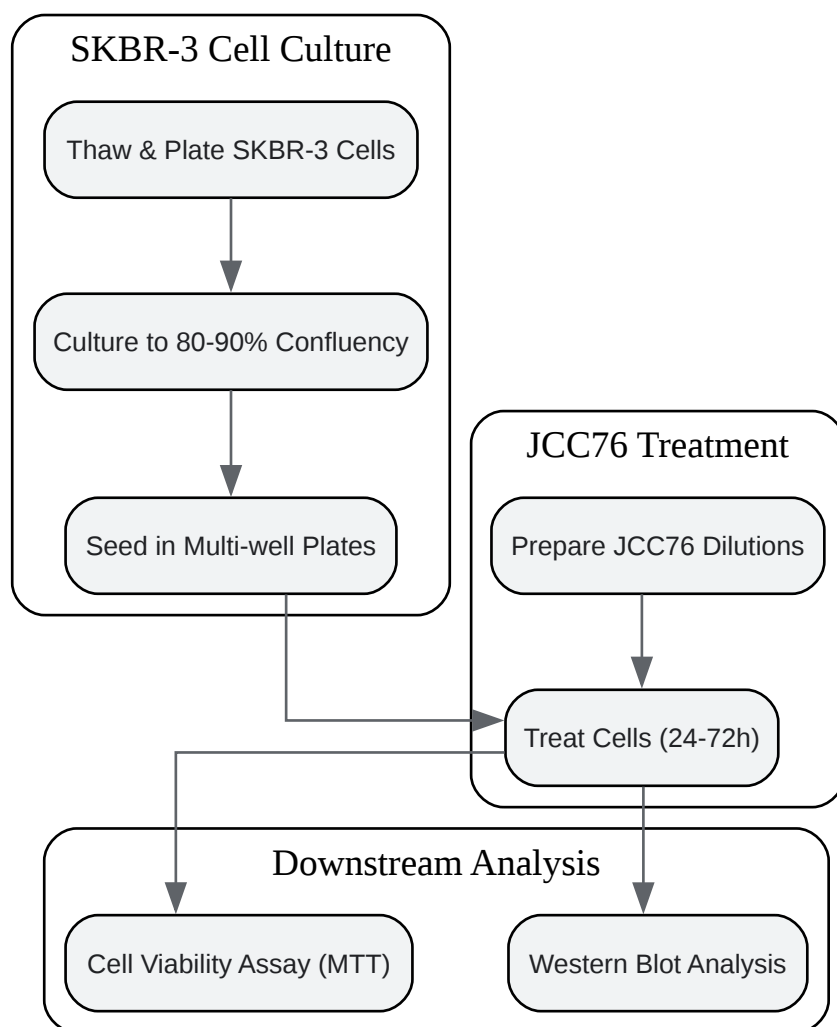 SKBR-3 Cell Culture
Thaw & Plate SKBR-3 Cells
Culture to 80-90% Confluency
Seed in Multi-well Plates
JCC76 Treatment
Prepare JCC76 Dilutions
Treat Cells (24-72h)
Downstream Analysis
Cell Viability Assay (MTT)
Western Blot Analysis